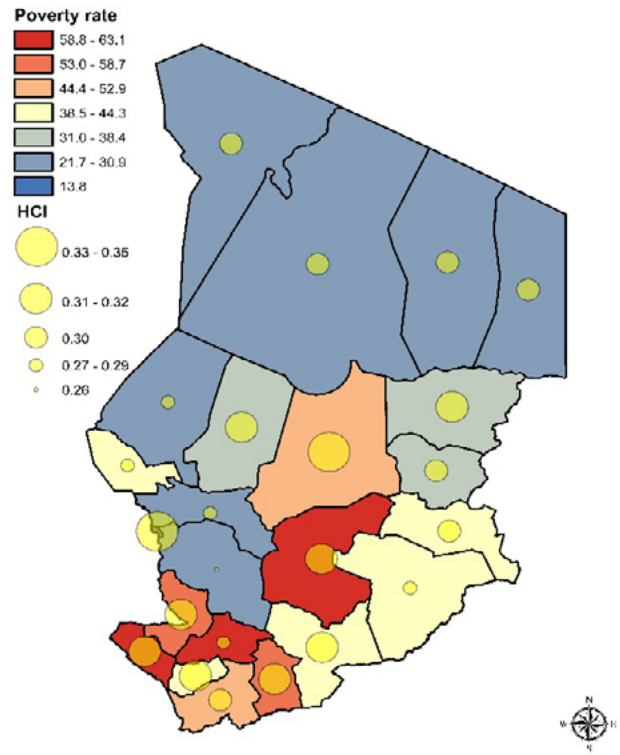 Poverty rate
58.8 - 63.1
53.0 - 58.7
44.4 - 52.9
38.5 - 44.3
31.0 - 38.4
21.7 - 30.9
13.8
HCI
0.33 - 0.35
0.31 - 0.32
0.30
0.27 - 0.29
0.26
N
W E
S